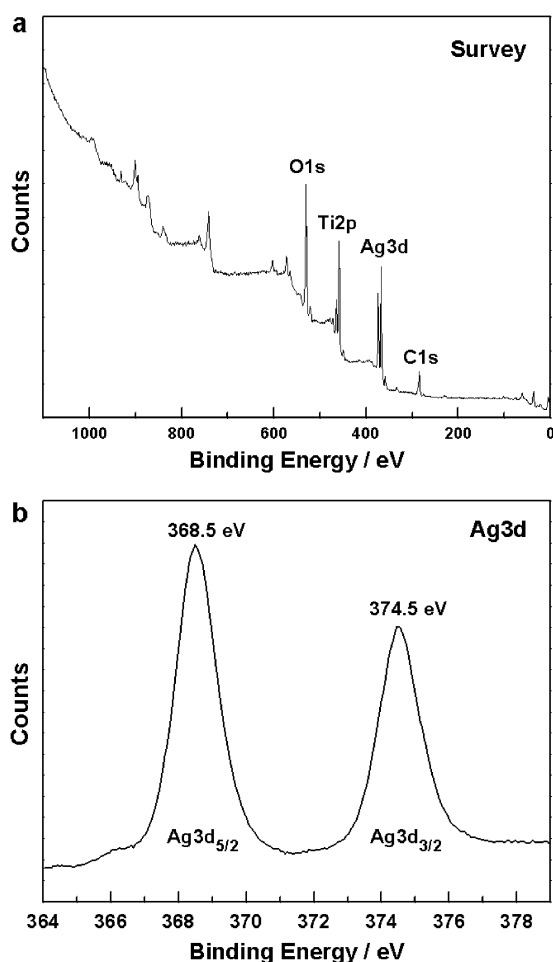 a
Survey
O1s
Ti2p
Ag3d
C1s
Counts
1000 800 600 400 200 0
Binding Energy / eV
b
Ag3d
368.5 eV
374.5 eV
Counts
Ag3d5/2 Ag3d3/2
364 366 368 370 372 374 376 378
Binding Energy / eV